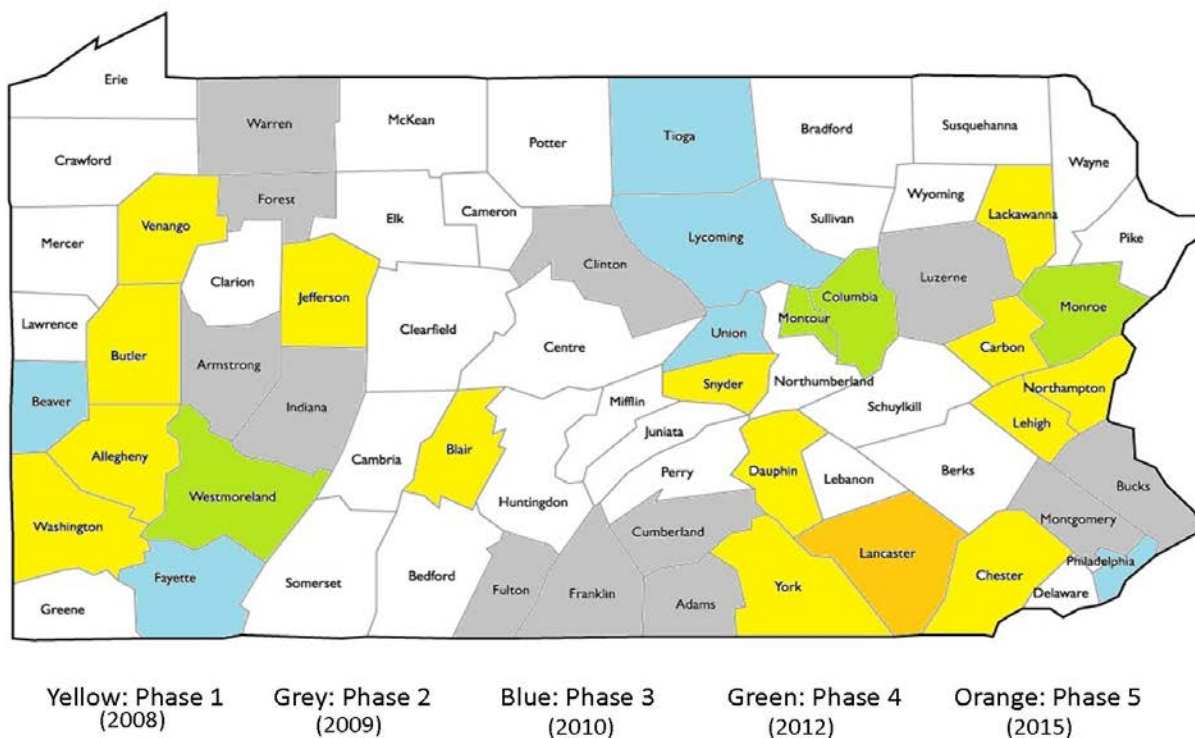 Erie
Warren
McKean
Potter
Tioga
Bradford
Susquehanna
Crawford
Wayne
Forest
Wyoming
Lackawanna
Venango
Elk
Cameron
Sullivan
Mercer
Lycoming
Pike
Clarion
Clinton
Luzerne
Jefferson
Columbia
Monroe
Lawrence
Clearfield
Montour
Union
Butler
Centre
Carbon
Armstrong
Snyder
Northumberland
Northampton
Beaver
Indiana
Mifflin
Schuylkill
Lehigh
Juniata
Allegheny
Blair
Cambria
Perry
Dauphin
Lebanon
Berks
Bucks
Westmoreland
Huntingdon
Washington
Cumberland
Montgomery
Lancaster
Philadelphia
Fayette
Somerset
Bedford
Chester
York
Fulton
Franklin
Delaware
Greene
Adams
Yellow: Phase 1 Grey: Phase 2 Blue: Phase 3 Green: Phase 4 Orange: Phase 5
(2008) (2009) (2010) (2012) (2015)